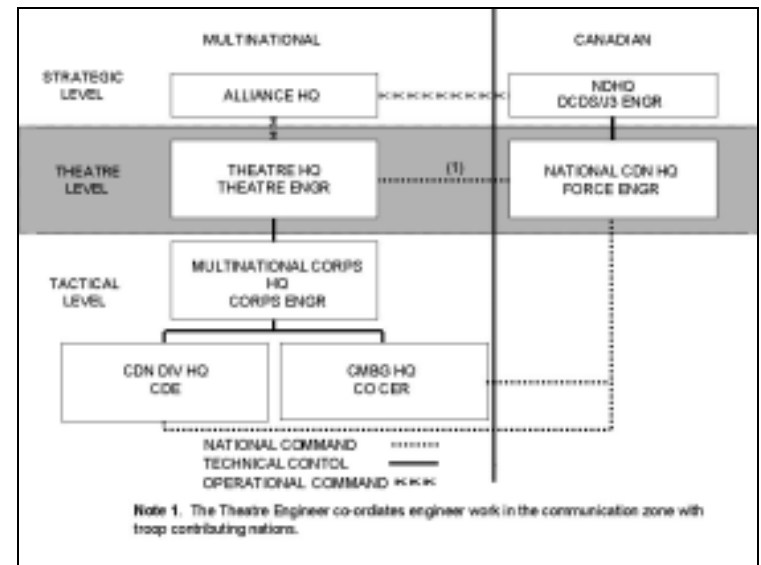 MULTINATIONAL
CANADIAN
STRATEGIC
LEVEL
ALLIANCE HQ
NDHQ
DCDS/J3 ENGR
THEATRE
LEVEL
THEATRE HQ
THEATRE ENGR
(1)
NATIONAL CDN HQ
FORCE ENGR
TACTICAL
LEVEL
MULTINATIONAL CORPS
HQ
CORPS ENGR
CDN DIV HQ
CDE
CMBG HQ
CO CER
NATIONAL COMMAND
TECHNICAL CONTOL
OPERATIONAL COMMAND
Note 1. The Theatre Engineer co-ordiates engineer work in the communication zone with
troop contributing nations.